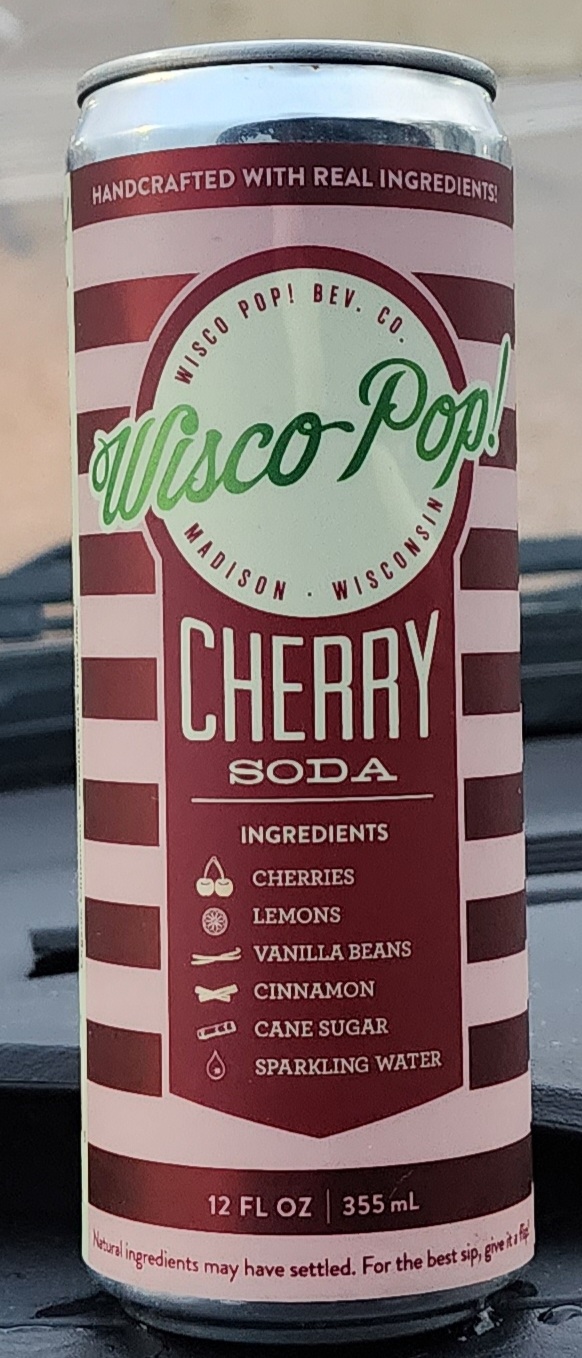 HANDCRAFTED WITH REAL INGREDIENTS!
WISCO POP! BEV. CO.
Wisco Pop!
MADISON · WISCONSIN
CHERRY
SODA
INGREDIENTS
CHERRIES
LEMONS
VANILLA BEANS
CINNAMON
CANE SUGAR
SPARKLING WATER
12 FL OZ | 355 mL
Natural ingredients may have settled. For the best sip, give it a flip!